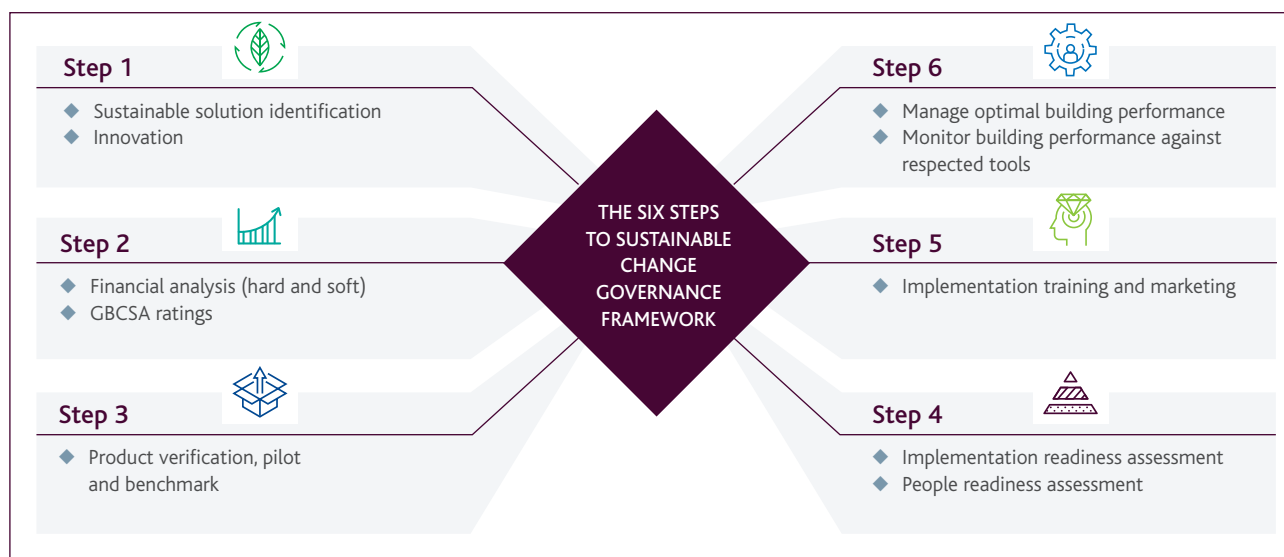 Step 1
Sustainable solution identification
Innovation
Step 2
Financial analysis (hard and soft)
GBCSA ratings
Step 3
Product verification, pilot
and benchmark
THE SIX STEPS
TO SUSTAINABLE
CHANGE
GOVERNANCE
FRAMEWORK
Step 6
Manage optimal building performance
Monitor building performance against
respected tools
Step 5
Implementation training and marketing
Step 4
Implementation readiness assessment
People readiness assessment